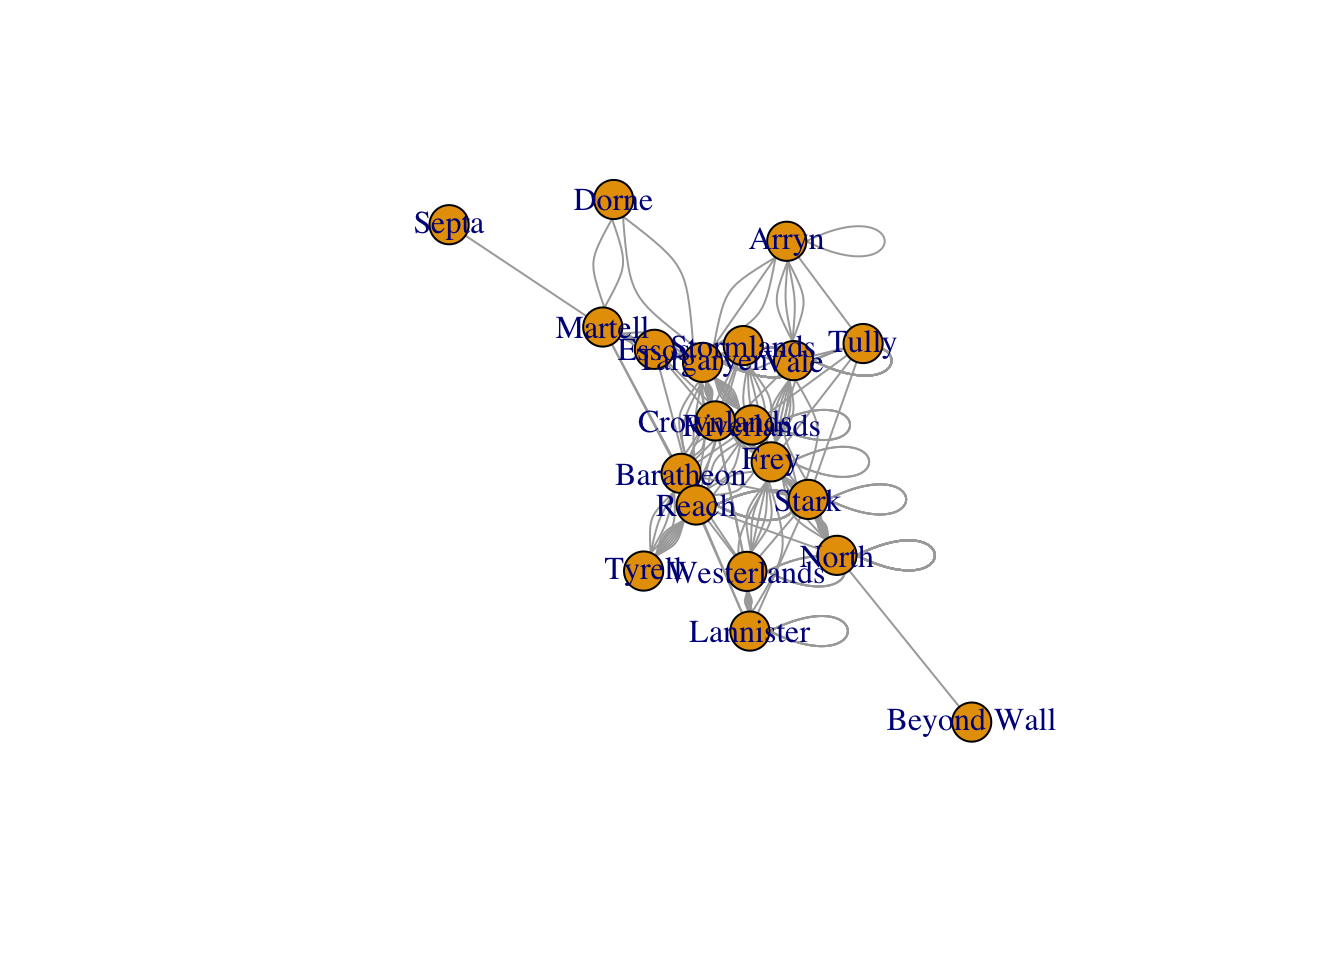 Dorne
Septa
Arryn
Martell
Essos
Stormlands
Tully
Targaryen
Vale
Crownlands
Riverlands
Frey
Baratheon
Reach
Stark
North
Tyrell
Westerlands
Lannister
Beyond Wall